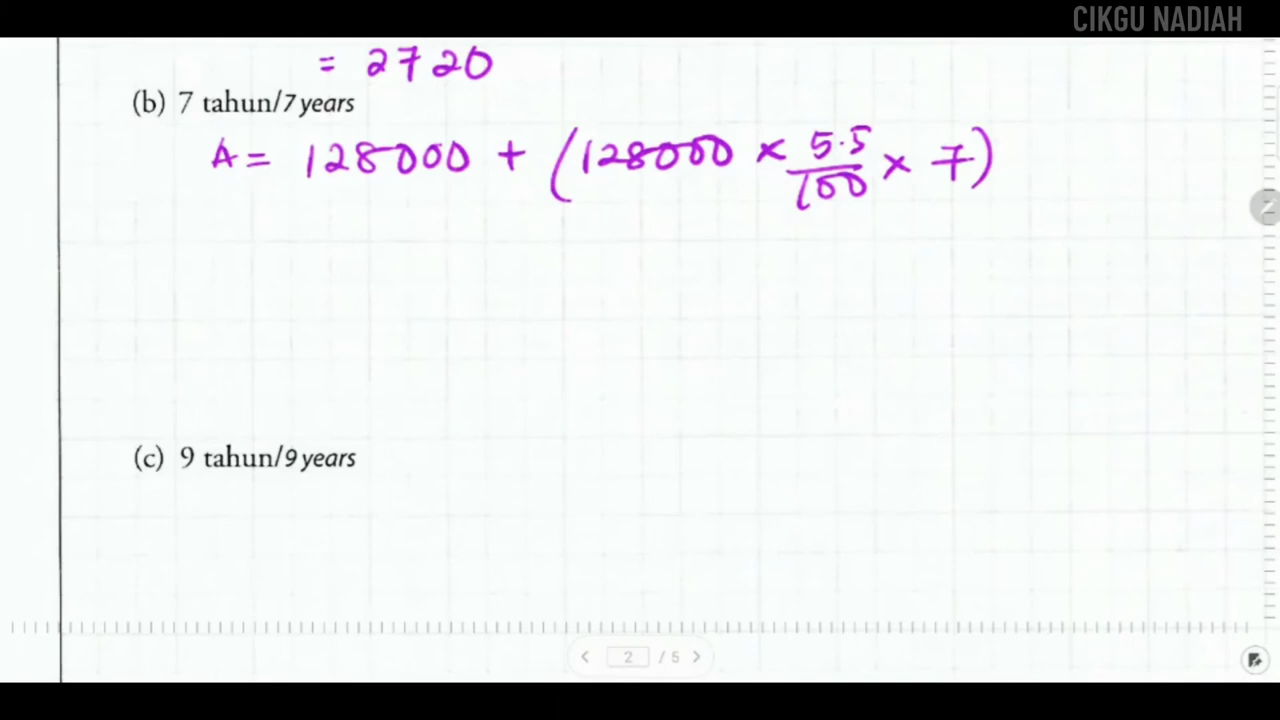 CIKGU NADIAH
= 2720
(b) 7 tahun/7 years
A = 128000 + (128000 × 5.5/100 × 7)
(c) 9 tahun/9 years
2 / 5